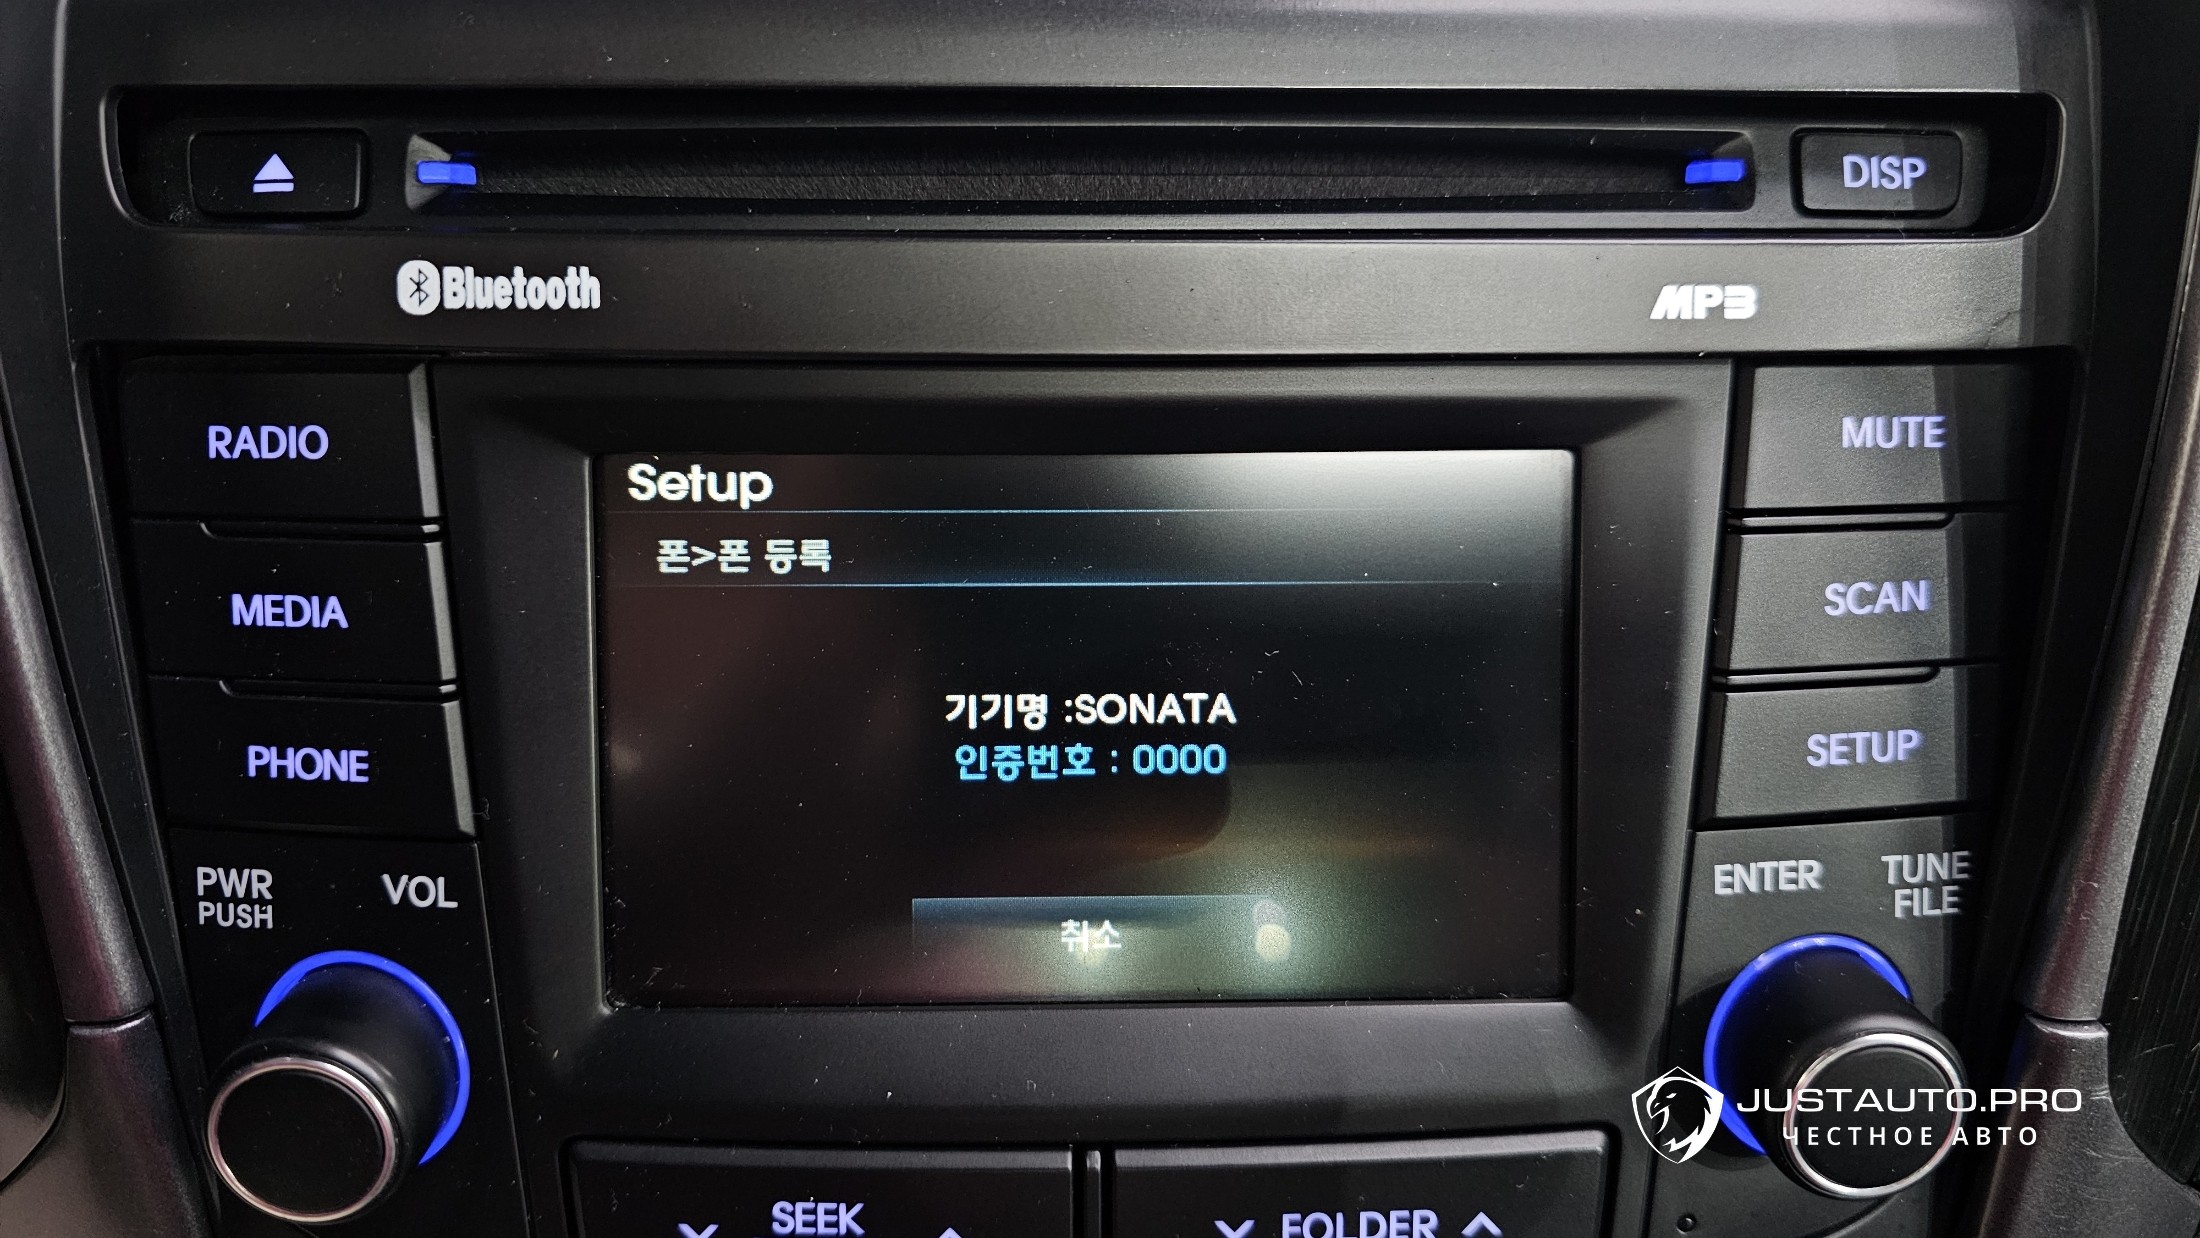 DISP
Bluetooth
MP3
RADIO
MEDIA
PHONE
PWR
PUSH
VOL
Setup
폰>폰 등록
기기명 :SONATA
인증번호 : 0000
취소
MUTE
SCAN
SETUP
ENTER
TUNE
FILE
SEEK
FOLDER
JUSTAUTO.PRO
ЧЕСТНОЕ АВТО